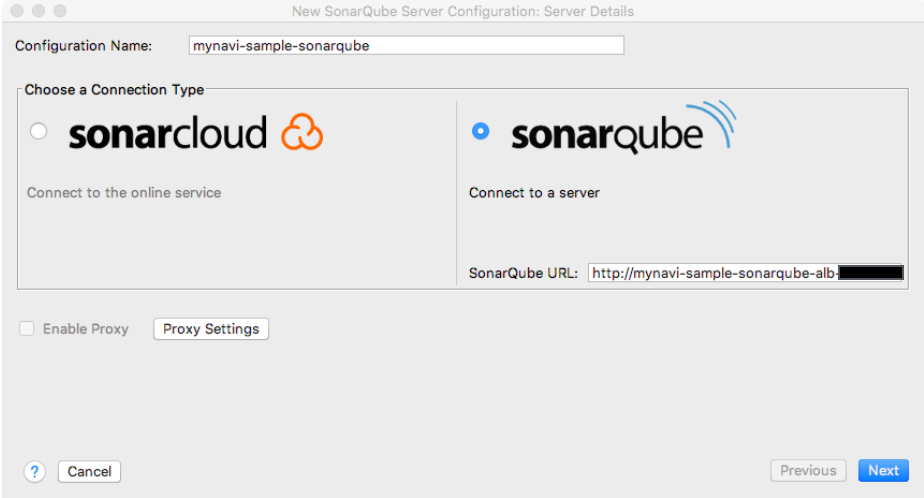 New SonarQube Server Configuration: Server Details
Configuration Name: mynavi-sample-sonarqube
Choose a Connection Type
sonarcloud
Connect to the online service
sonarqube
Connect to a server
SonarQube URL: http://mynavi-sample-sonarqube-alb-
Enable Proxy Proxy Settings
? Cancel Previous Next